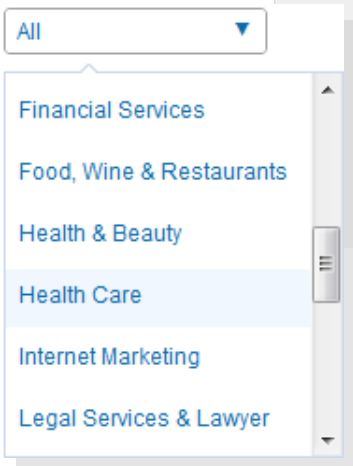 All
Financial Services
Food, Wine & Restaurants
Health & Beauty
Health Care
Internet Marketing
Legal Services & Lawyer